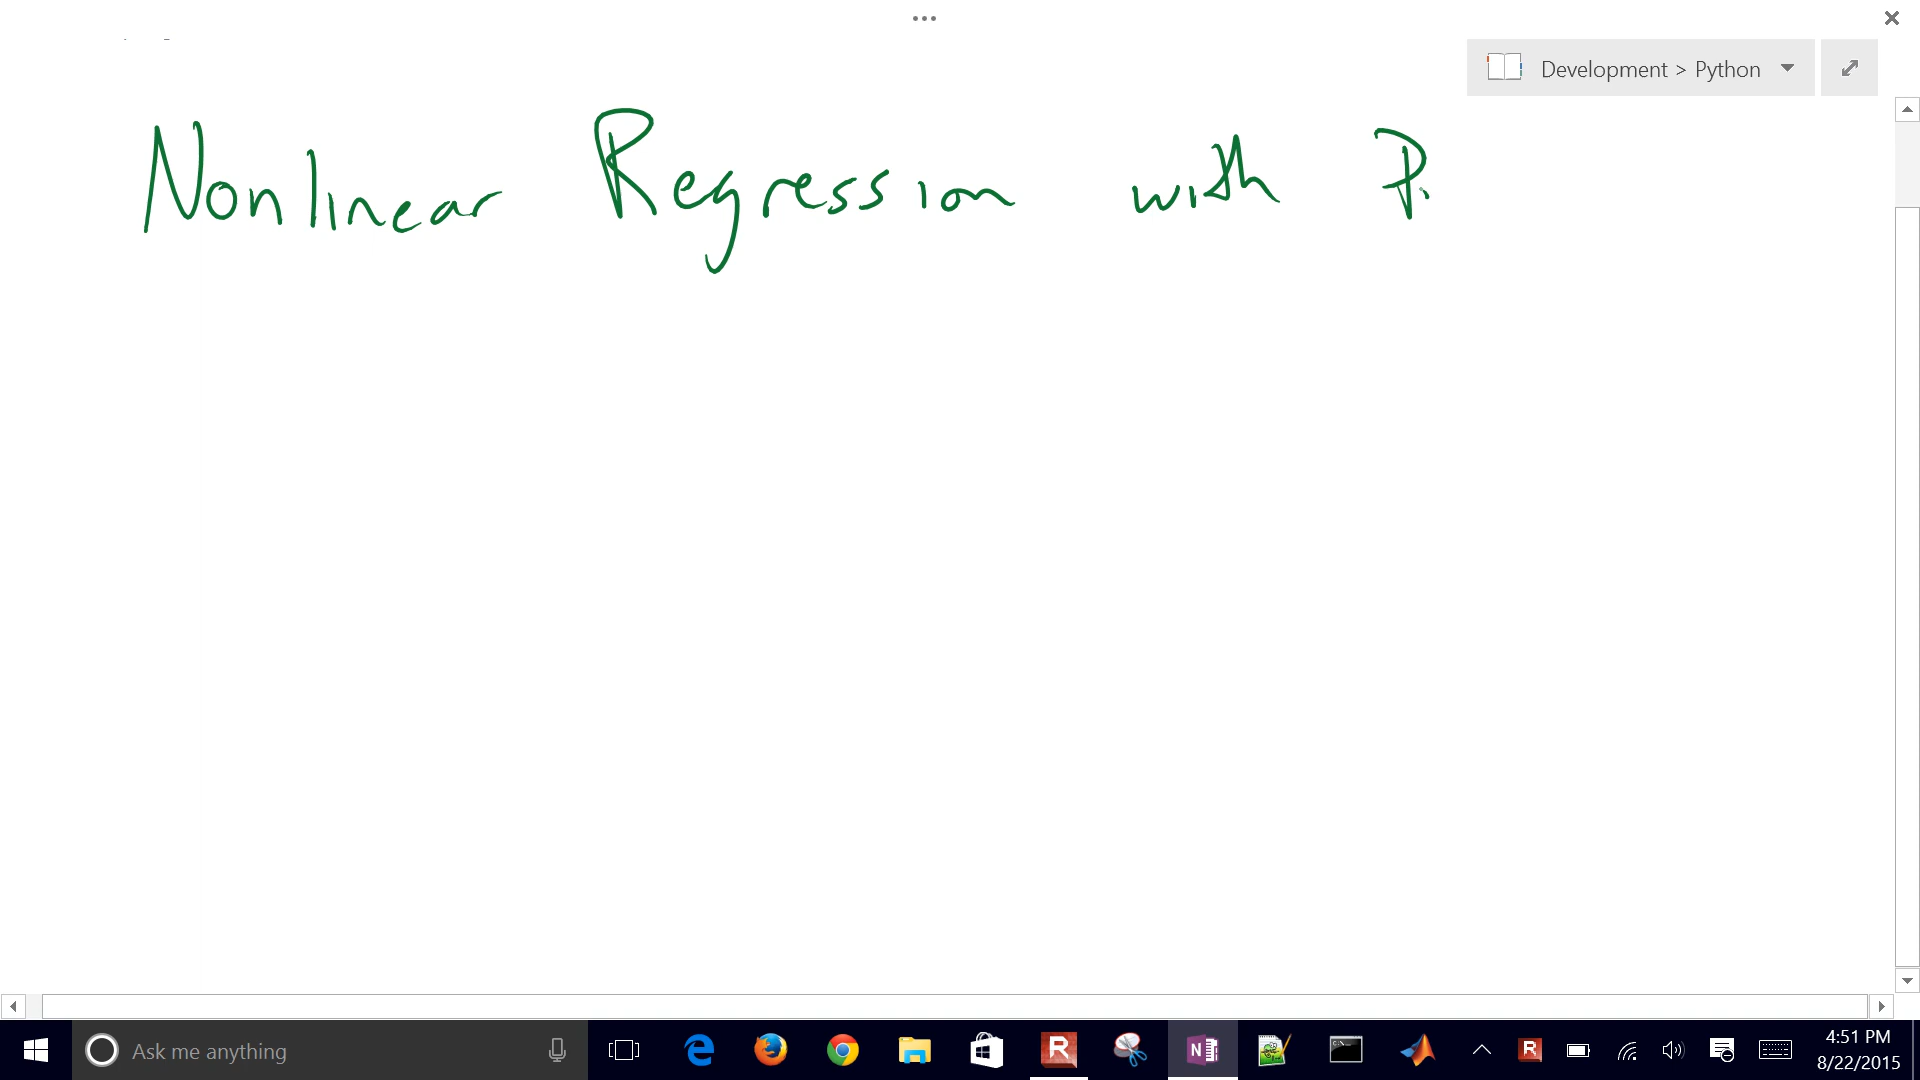 Development > Python
Nonlinear Regression with P
Ask me anything
4:51 PM
8/22/2015